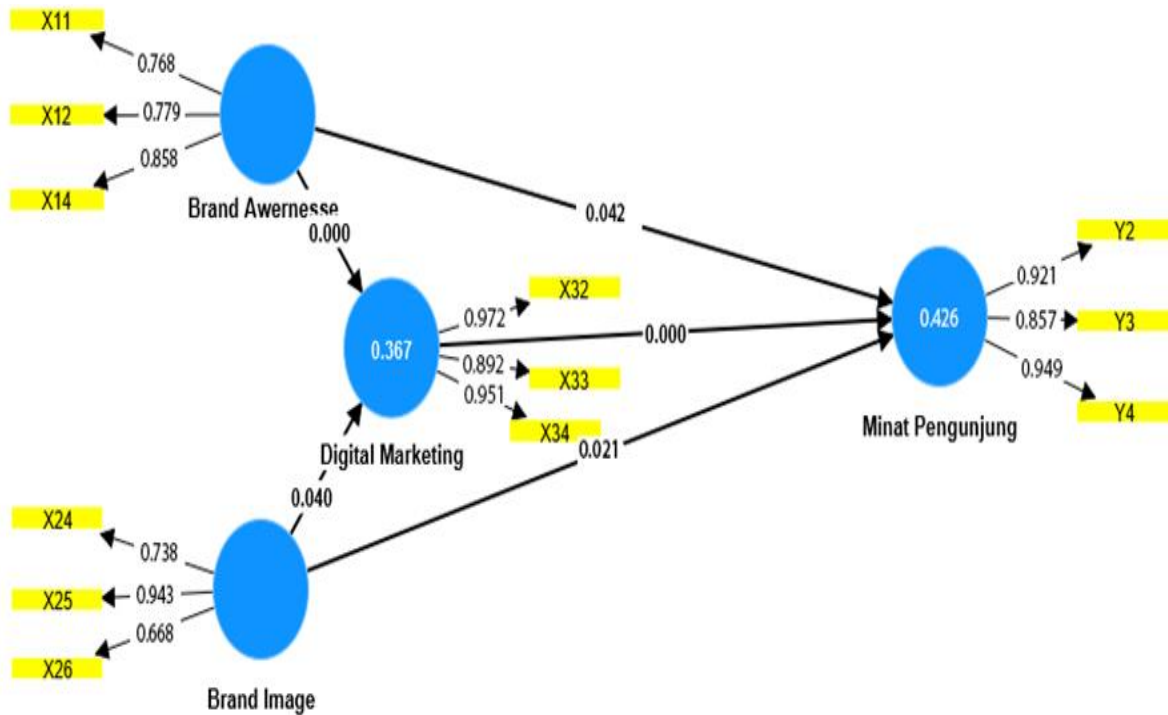 X11
0.768
X12
0.779
0.858
X14
Brand Awernesse
0.000
0.042
X32
0.972
0.367
0.892
X33
0.951
X34
Digital Marketing
0.000
0.040
0.021
Y2
0.921
0.426
0.857
Y3
0.949
Y4
Minat Pengunjung
X24
0.738
X25
0.943
0.668
X26
Brand Image